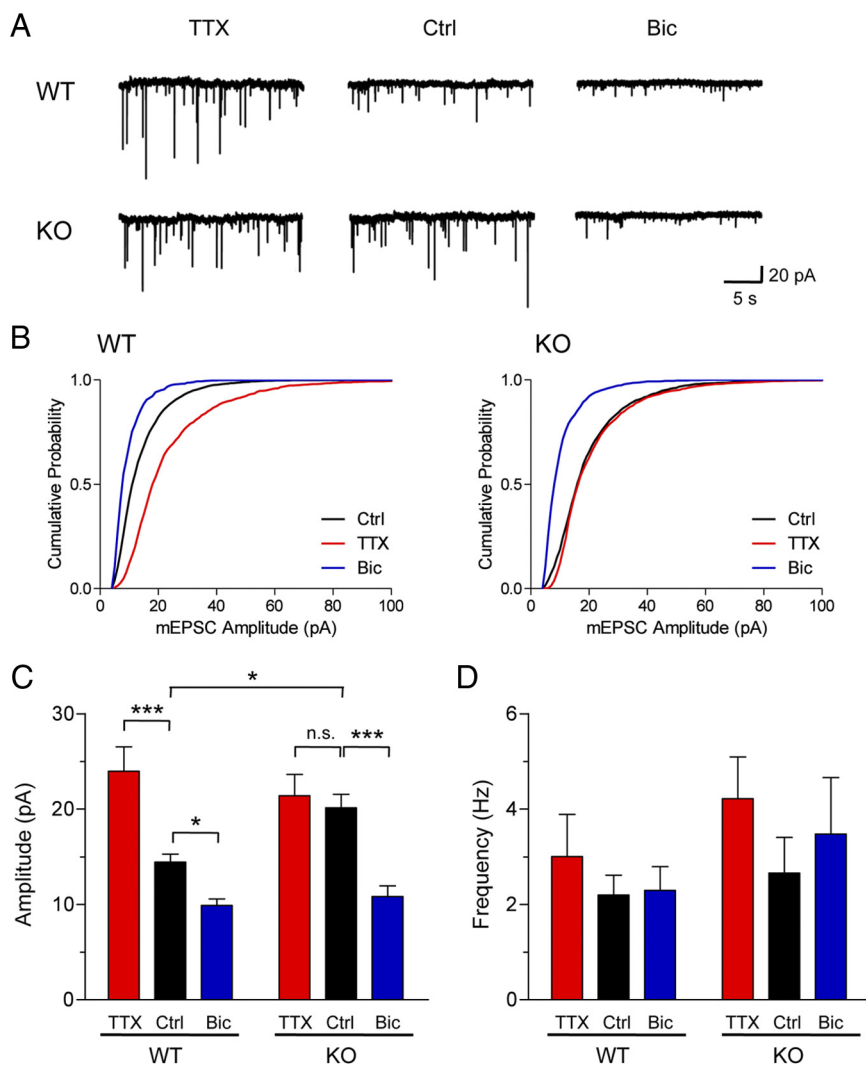 A
TTX Ctrl Bic
WT
KO
20 pA
5 s
B
WT
Cumulative Probability
1.0
0.5
0.0
0 20 40 60 80 100
mEPSC Amplitude (pA)
Ctrl
TTX
Bic
KO
Cumulative Probability
1.0
0.5
0.0
0 20 40 60 80 100
mEPSC Amplitude (pA)
Ctrl
TTX
Bic
C
Amplitude (pA)
30
20
10
0
*
***
*
n.s.
***
TTX Ctrl Bic TTX Ctrl Bic
WT KO
D
Frequency (Hz)
6
4
2
0
TTX Ctrl Bic TTX Ctrl Bic
WT KO